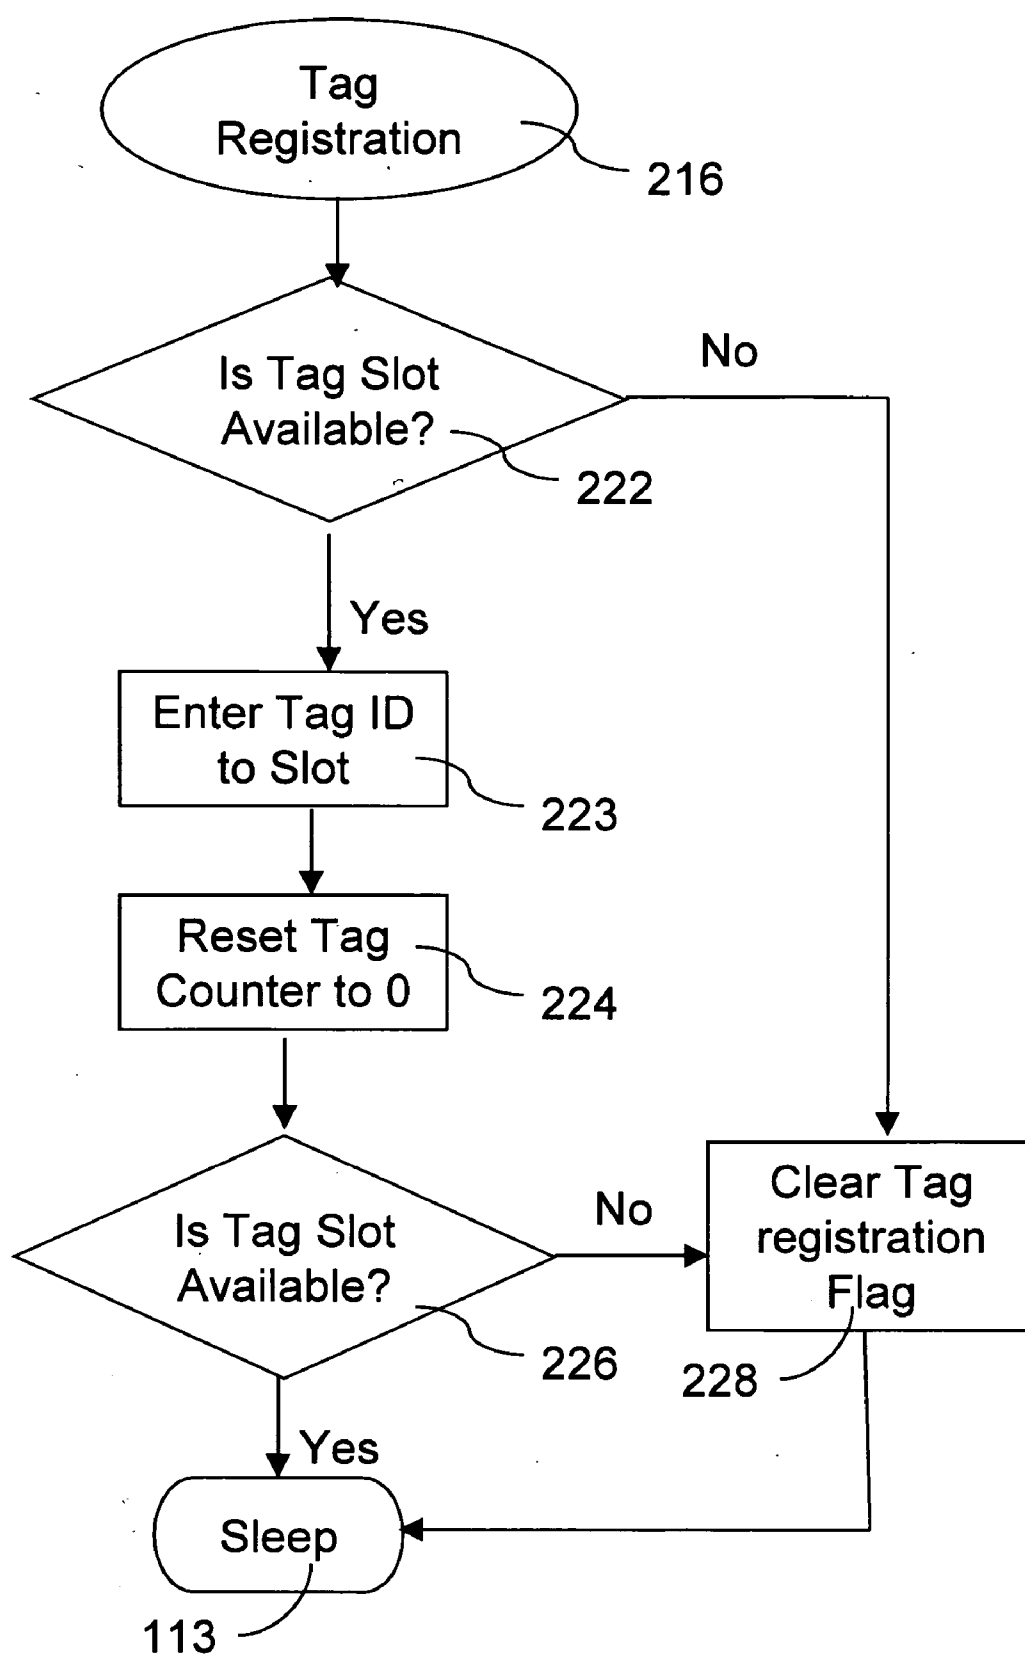 Tag
Registration
216
Is Tag Slot
Available?
No
222
Yes
Enter Tag ID
to Slot
223
Reset Tag
Counter to 0
224
Is Tag Slot
Available?
No
226
Clear Tag
registration
Flag
228
Yes
Sleep
113